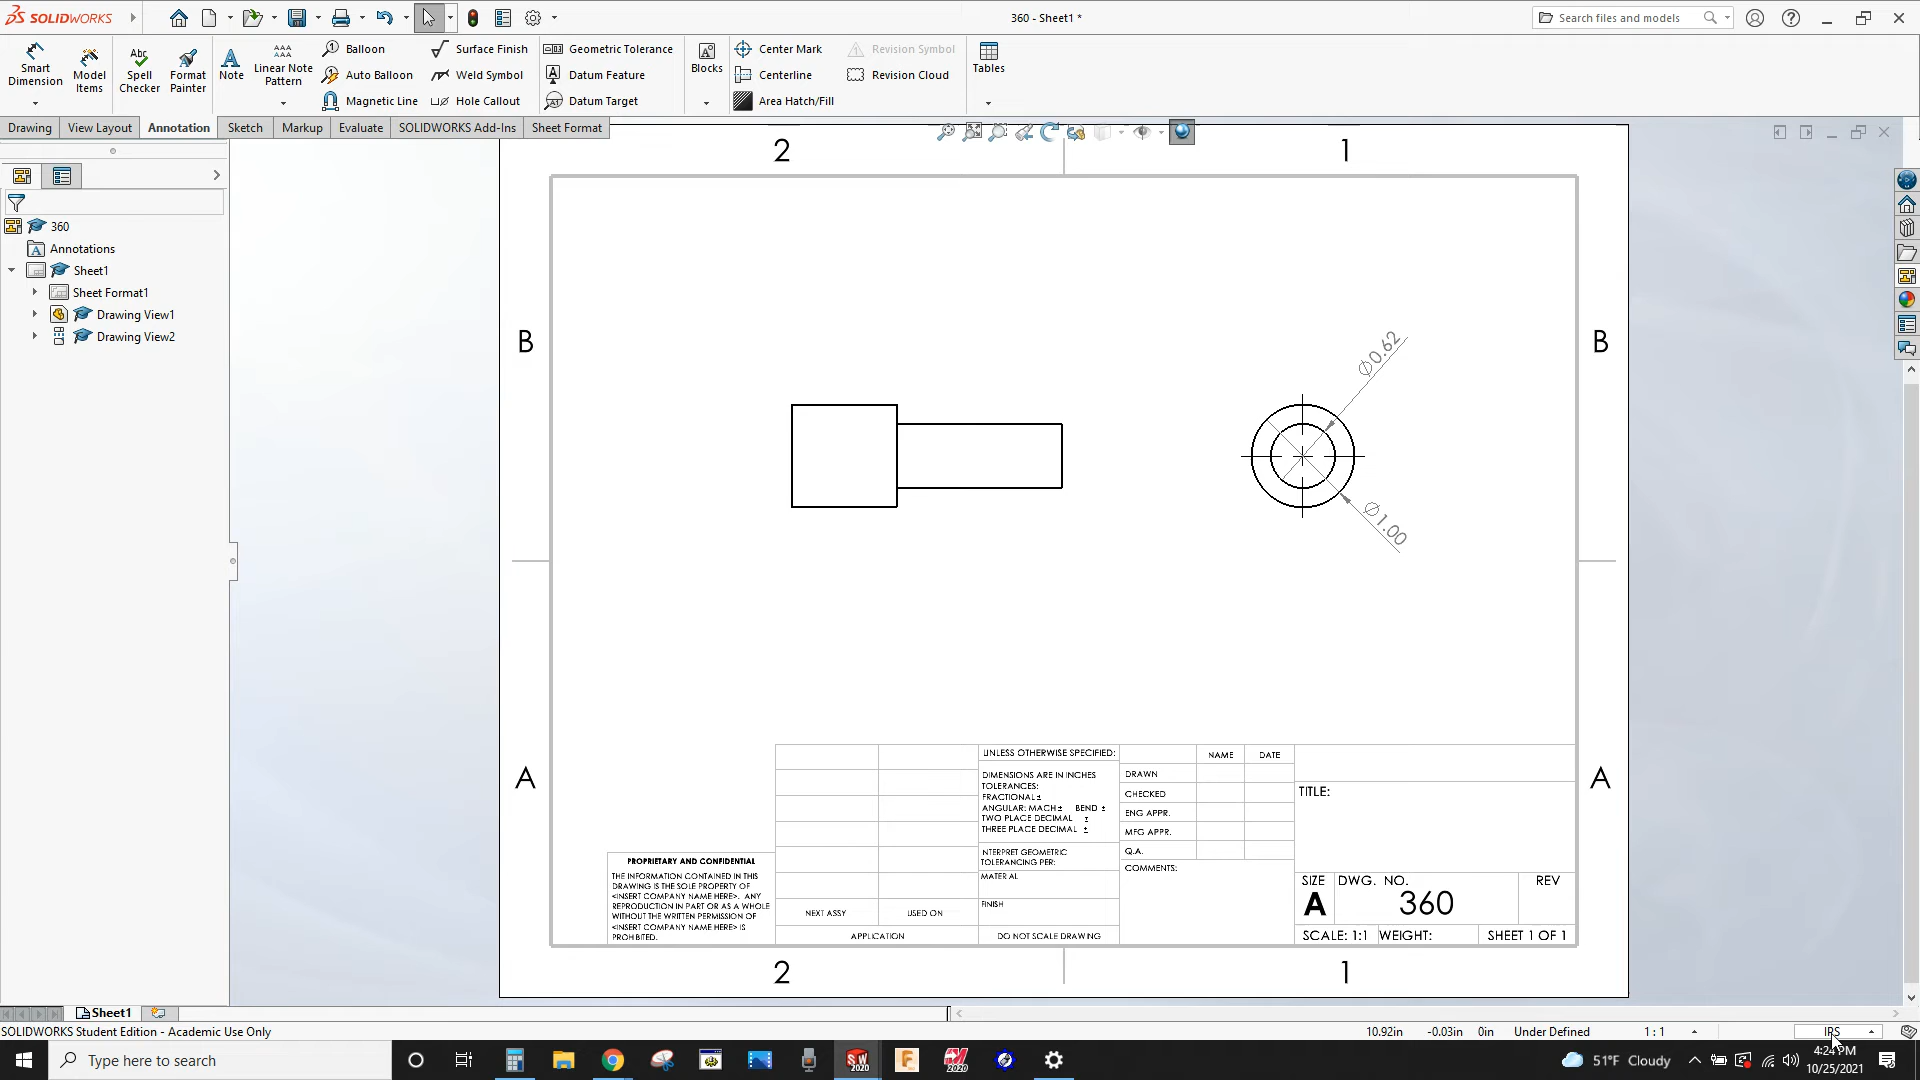 SOLIDWORKS
360 - Sheet1 *
Search files and models
Smart Dimension
Model Items
Spell Checker
Format Painter
Note
Linear Note Pattern
Balloon
Auto Balloon
Magnetic Line
Surface Finish
Weld Symbol
Hole Callout
Geometric Tolerance
Datum Feature
Datum Target
Blocks
Center Mark
Centerline
Area Hatch/Fill
Revision Symbol
Revision Cloud
Tables
Drawing
View Layout
Annotation
Sketch
Markup
Evaluate
SOLIDWORKS Add-Ins
Sheet Format
360
Annotations
Sheet1
Sheet Format1
Drawing View1
Drawing View2
2
1
B
B
Ø0.62
Ø1.00
A
A
UNLESS OTHERWISE SPECIFIED:
DIMENSIONS ARE IN INCHES
TOLERANCES:
FRACTIONAL±
ANGULAR: MACH± BEND ±
TWO PLACE DECIMAL ±
THREE PLACE DECIMAL ±
NTERPRET GEOMETRIC
TOLERANCING PER:
MATERIAL
FINISH
DO NOT SCALE DRAWING
NAME
DATE
DRAWN
CHECKED
ENG APPR.
MFG APPR.
Q.A.
COMMENTS:
PROPRIETARY AND CONFIDENTIAL
THE INFORMATION CONTAINED IN THIS
DRAWING IS THE SOLE PROPERTY OF
<INSERT COMPANY NAME HERE>. ANY
REPRODUCTION IN PART OR AS A WHOLE
WITHOUT THE WRITTEN PERMISSION OF
<INSERT COMPANY NAME HERE> IS
PROHIBITED.
NEXT ASSY
USED ON
APPLICATION
TITLE:
SIZE
A
DWG. NO.
360
REV
SCALE: 1:1
WEIGHT:
SHEET 1 OF 1
2
1
Sheet1
SOLIDWORKS Student Edition - Academic Use Only
10.92in
-0.03in
0in
Under Defined
1 : 1
IRS
Type here to search
51°F Cloudy
4:24 PM
10/25/2021